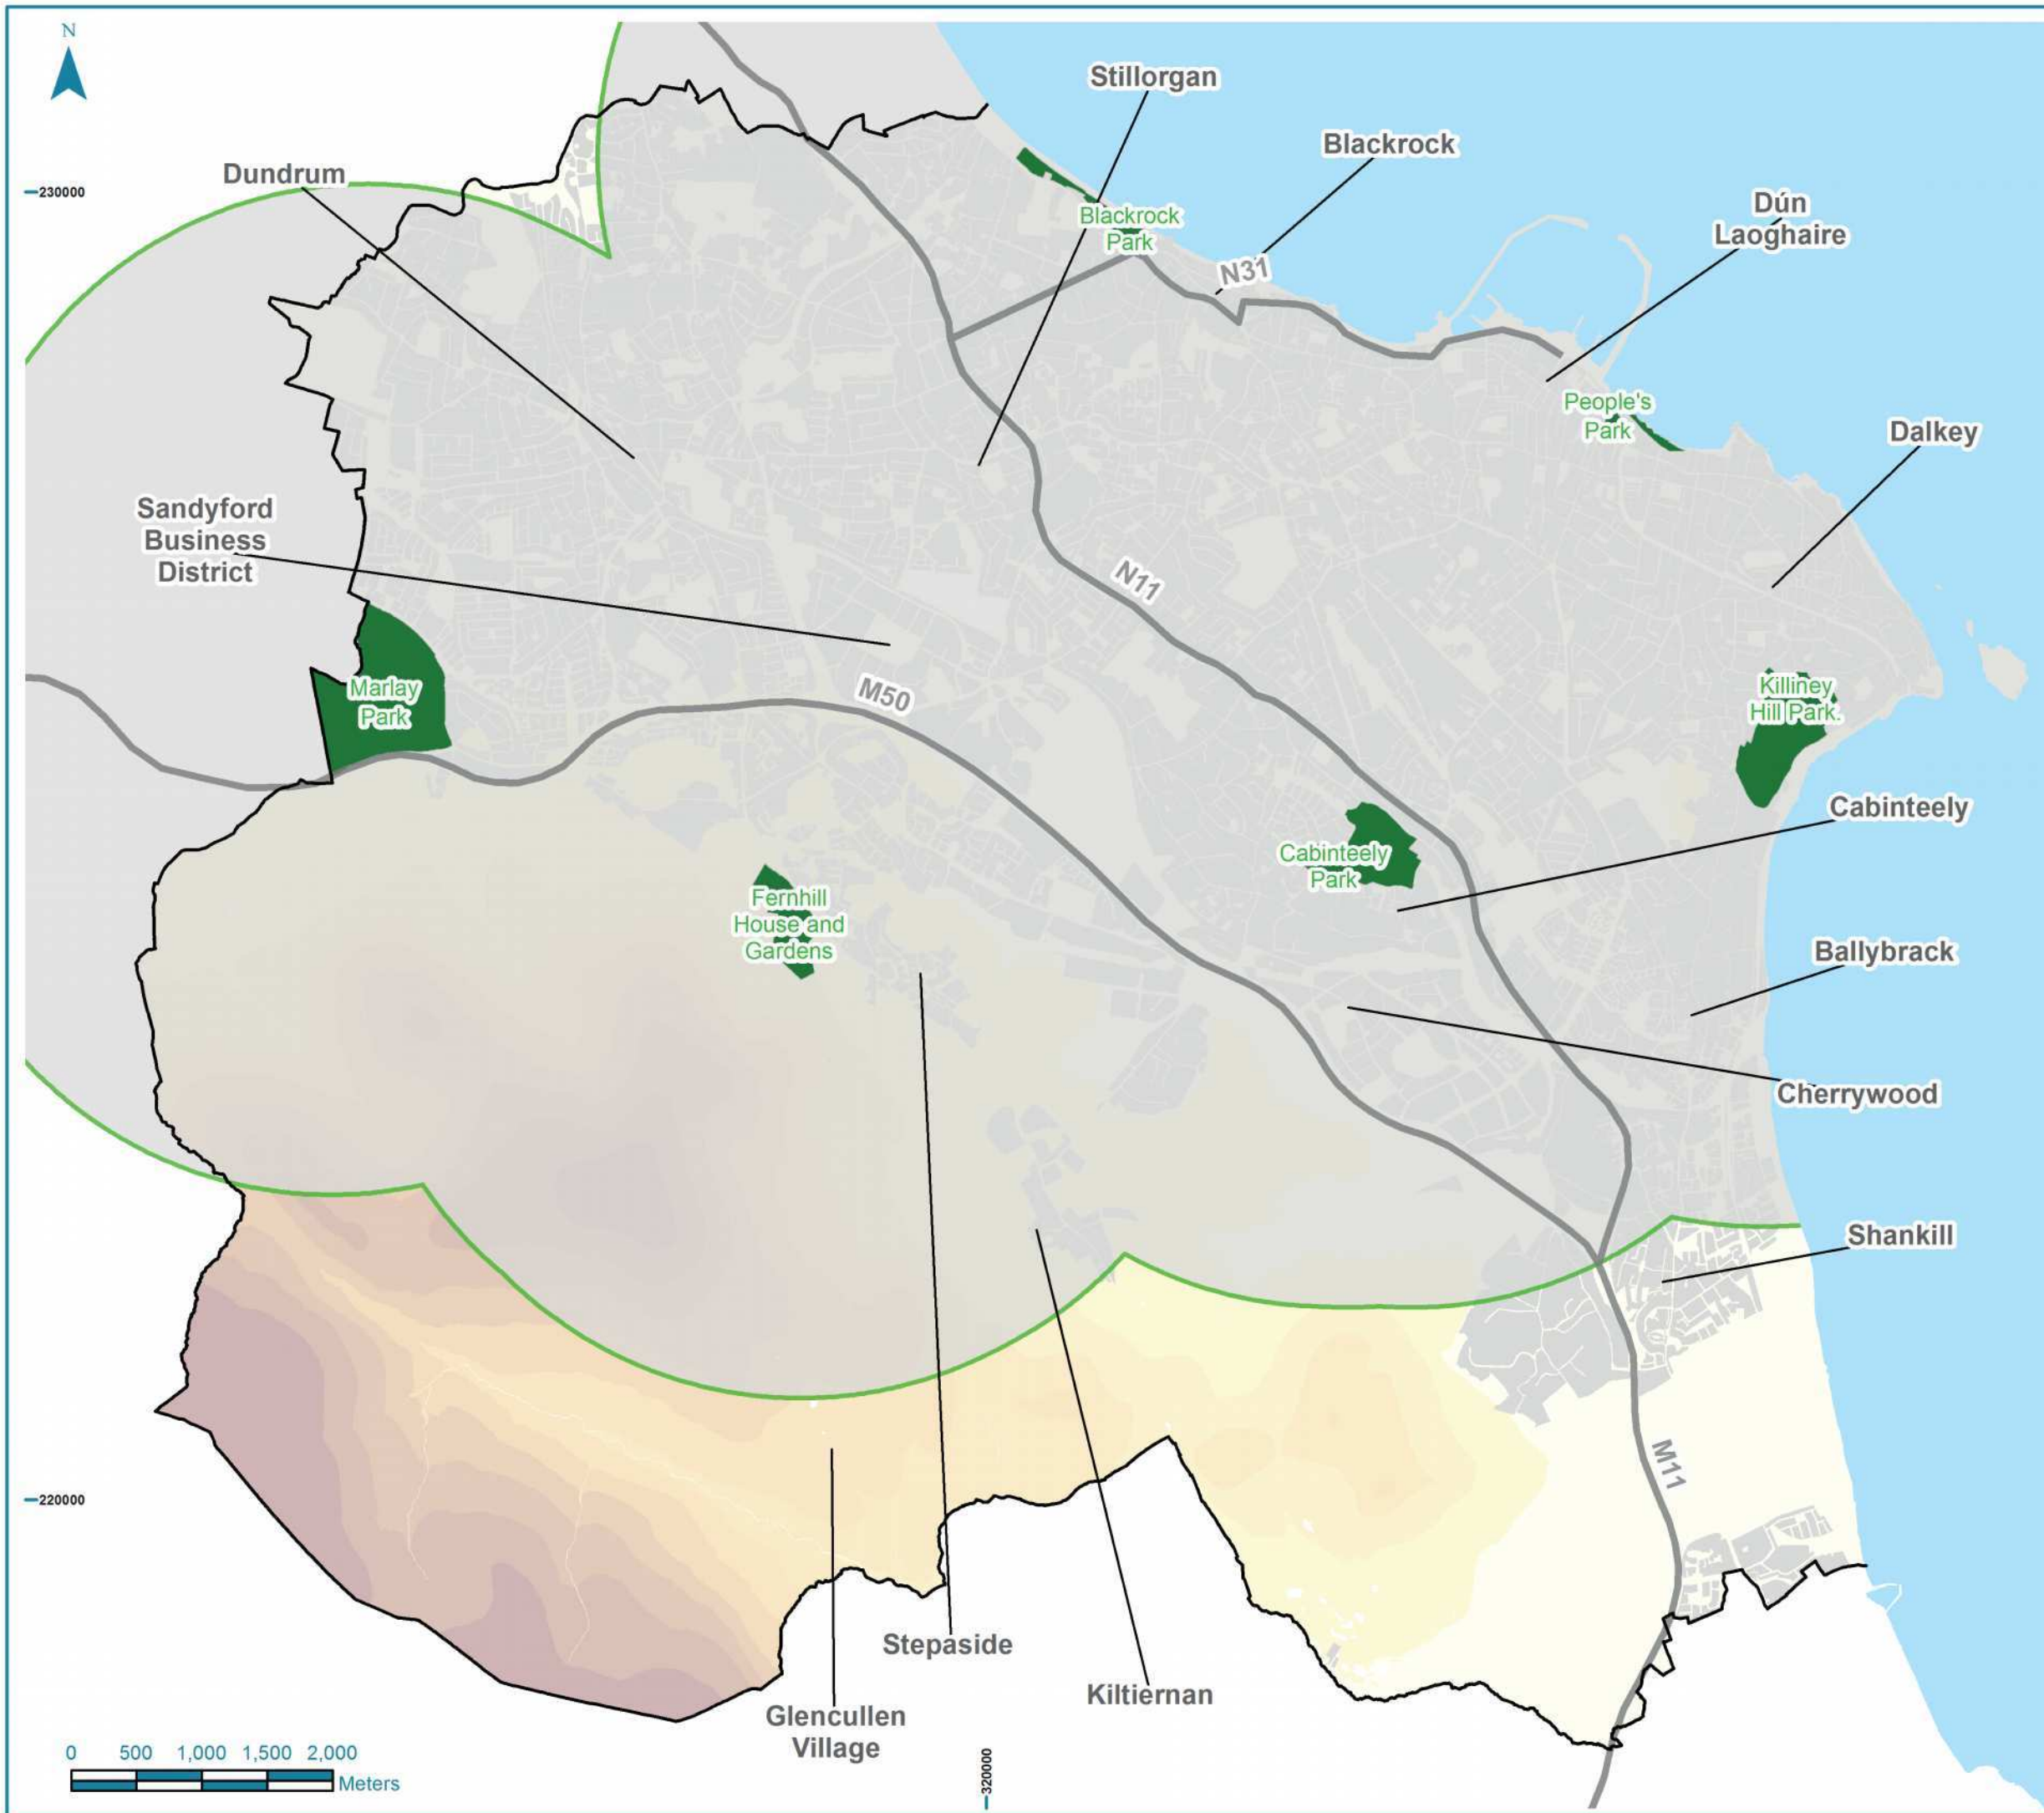 N
Stillorgan
Blackrock
Dundrum
230000
Dún
Laoghaire
Blackrock
Park
N31
People's
Park
Dalkey
Sandyford
Business
District
N11
Marlay
Park
M50
Killiney
Hill Park.
Cabinteely
Cabinteely
Park
Fernhill
House and
Gardens
Ballybrack
Cherrywood
Shankill
M11
220000
Stepaside
Kiltiernan
Glencullen
Village
0 500 1,000 1,500 2,000
Meters
320000